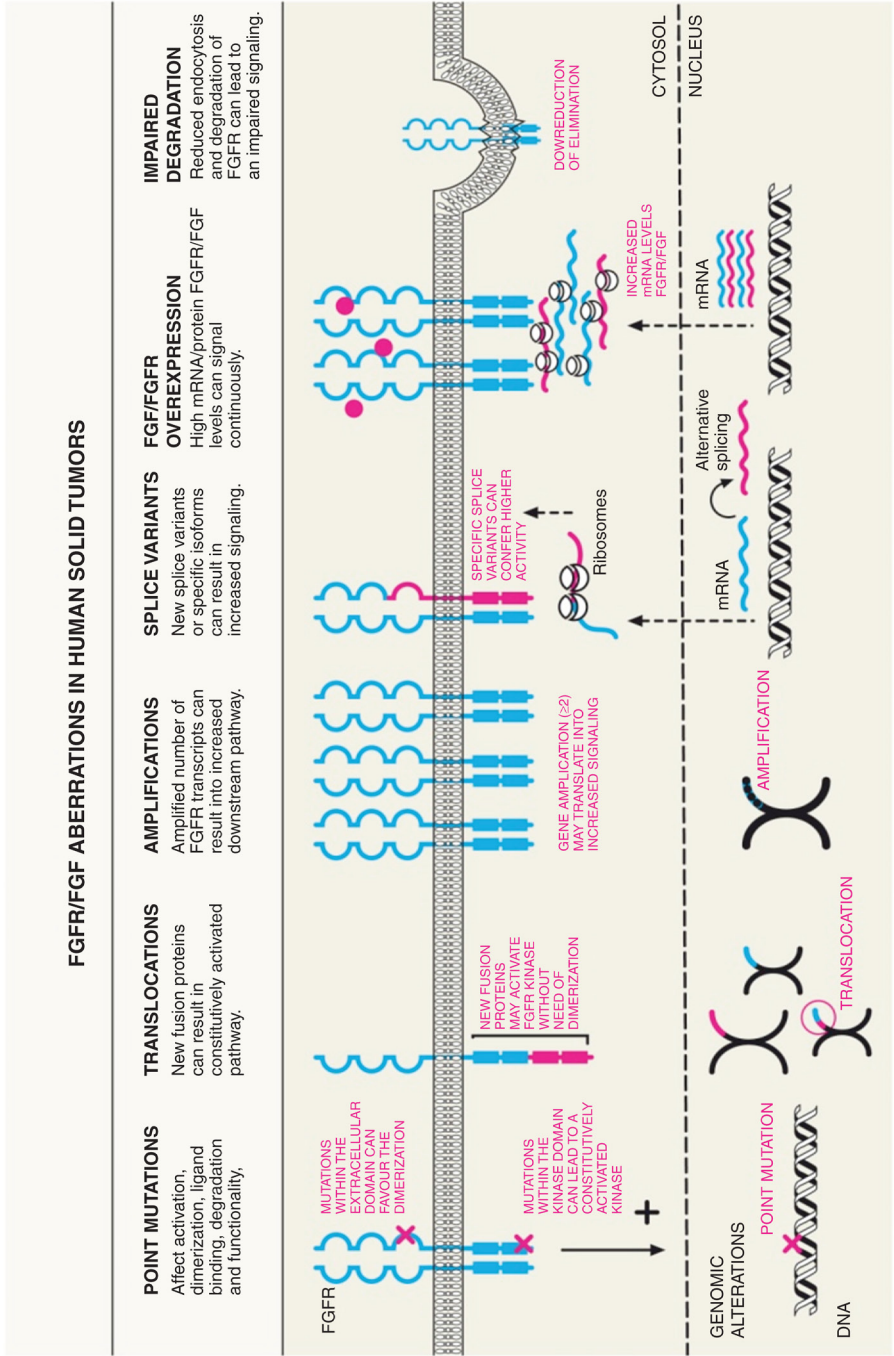 FGFR/FGF ABERRATIONS IN HUMAN SOLID TUMORS
POINT MUTATIONS
Affect activation,
dimerization, ligand
binding, degradation
and functionality,
TRANSLOCATIONS
New fusion proteins
can result in
constitutively activated
pathway.
AMPLIFICATIONS
Amplified number of
FGFR transcripts can
result into increased
downstream pathway.
SPLICE VARIANTS
New splice variants
or specific isoforms
can result in
increased signaling.
FGF/FGFR
OVEREXPRESSION
High mRNA/protein FGFR/FGF
levels can signal
continuously.
IMPAIRED
DEGRADATION
Reduced endocytosis
and degradation of
FGFR can lead to
an impaired signaling.
FGFR
MUTATIONS
WITHIN THE
EXTRACELLULAR
DOMAIN CAN
FAVOUR THE
DIMERIZATION
MUTATIONS
WITHIN THE
KINASE DOMAIN
CAN LEAD TO A
CONSTITUTIVELY
ACTIVATED
KINASE
+
NEW FUSION
PROTEINS
MAY ACTIVATE
FGFR KINASE
WITHOUT
NEED OF
DIMERIZATION
GENE AMPLICATION (≥2)
MAY TRANSLATE INTO
INCREASED SIGNALING
SPECIFIC SPLICE
VARIANTS CAN
CONFER HIGHER
ACTIVITY
Ribosomes
INCREASED
mRNA LEVELS
FGFR/FGF
DOWREDUCTION
OF ELIMINATION
CYTOSOL
NUCLEUS
GENOMIC
ALTERATIONS
POINT MUTATION
DNA
TRANSLOCATION
AMPLIFICATION
mRNA
Alternative
splicing
mRNA